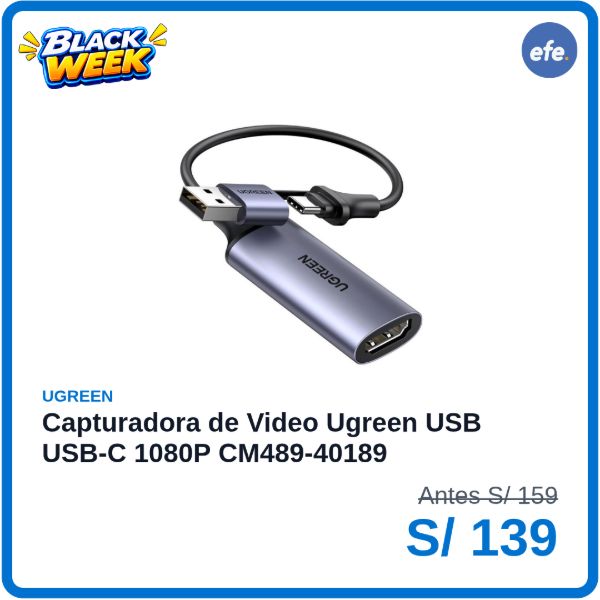 BLACK
WEEK
efe.
UGREEN
UGREEN
UGREEN
Capturadora de Video Ugreen USB
USB-C 1080P CM489-40189
Antes S/ 159
S/ 139